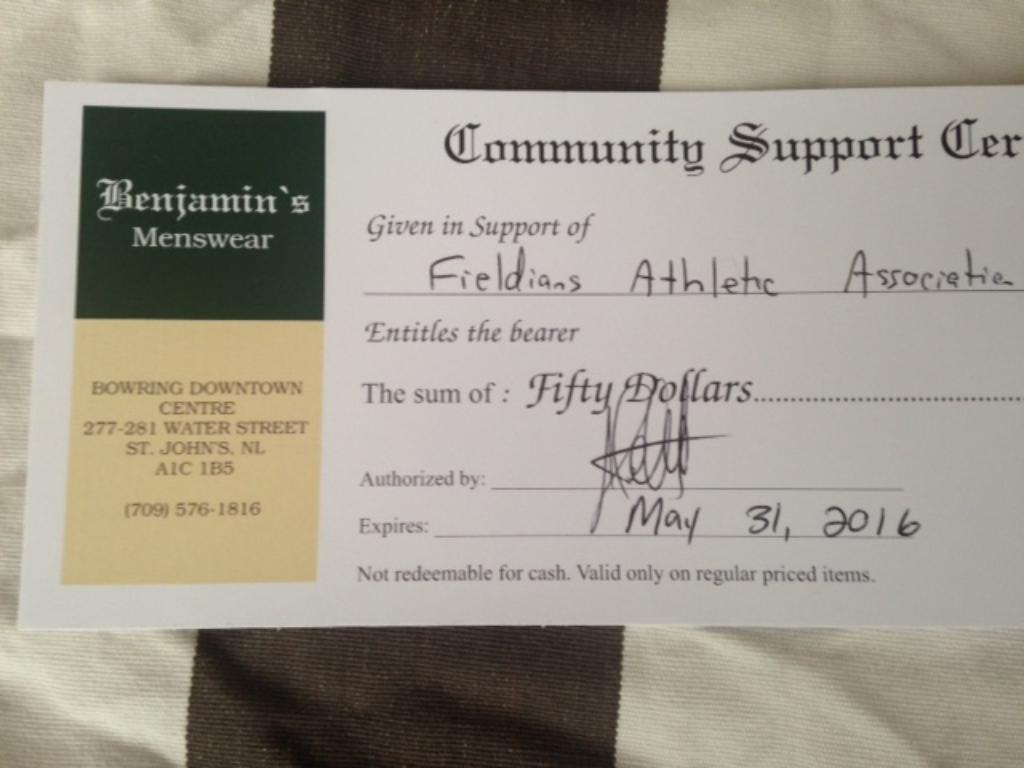 Benjamin`s
Menswear
BOWRING DOWNTOWN
CENTRE
277-281 WATER STREET
ST. JOHN'S, NL
A1C 1B5
(709) 576-1816
Community Support Cer
Given in Support of
Fieldians Athletic Association
Entitles the bearer
The sum of : Fifty Dollars....................................
Authorized by:
Expires: May 31, 2016
Not redeemable for cash. Valid only on regular priced items.